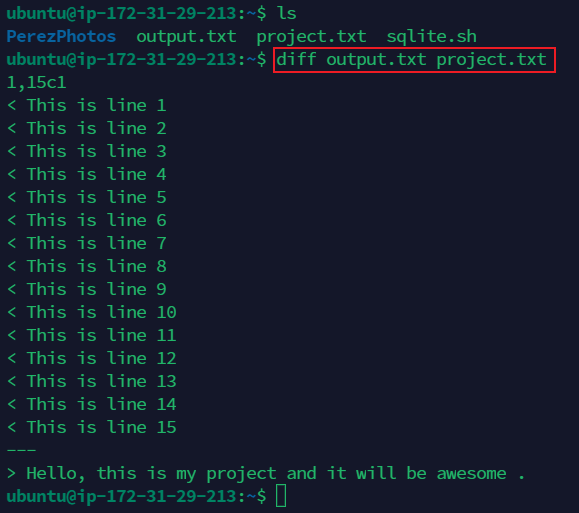 ubuntu@ip-172-31-29-213:~$ ls
PerezPhotos  output.txt  project.txt  sqlite.sh
ubuntu@ip-172-31-29-213:~$ diff output.txt project.txt
1,15c1
< This is line 1
< This is line 2
< This is line 3
< This is line 4
< This is line 5
< This is line 6
< This is line 7
< This is line 8
< This is line 9
< This is line 10
< This is line 11
< This is line 12
< This is line 13
< This is line 14
< This is line 15
---
> Hello, this is my project and it will be awesome .
ubuntu@ip-172-31-29-213:~$